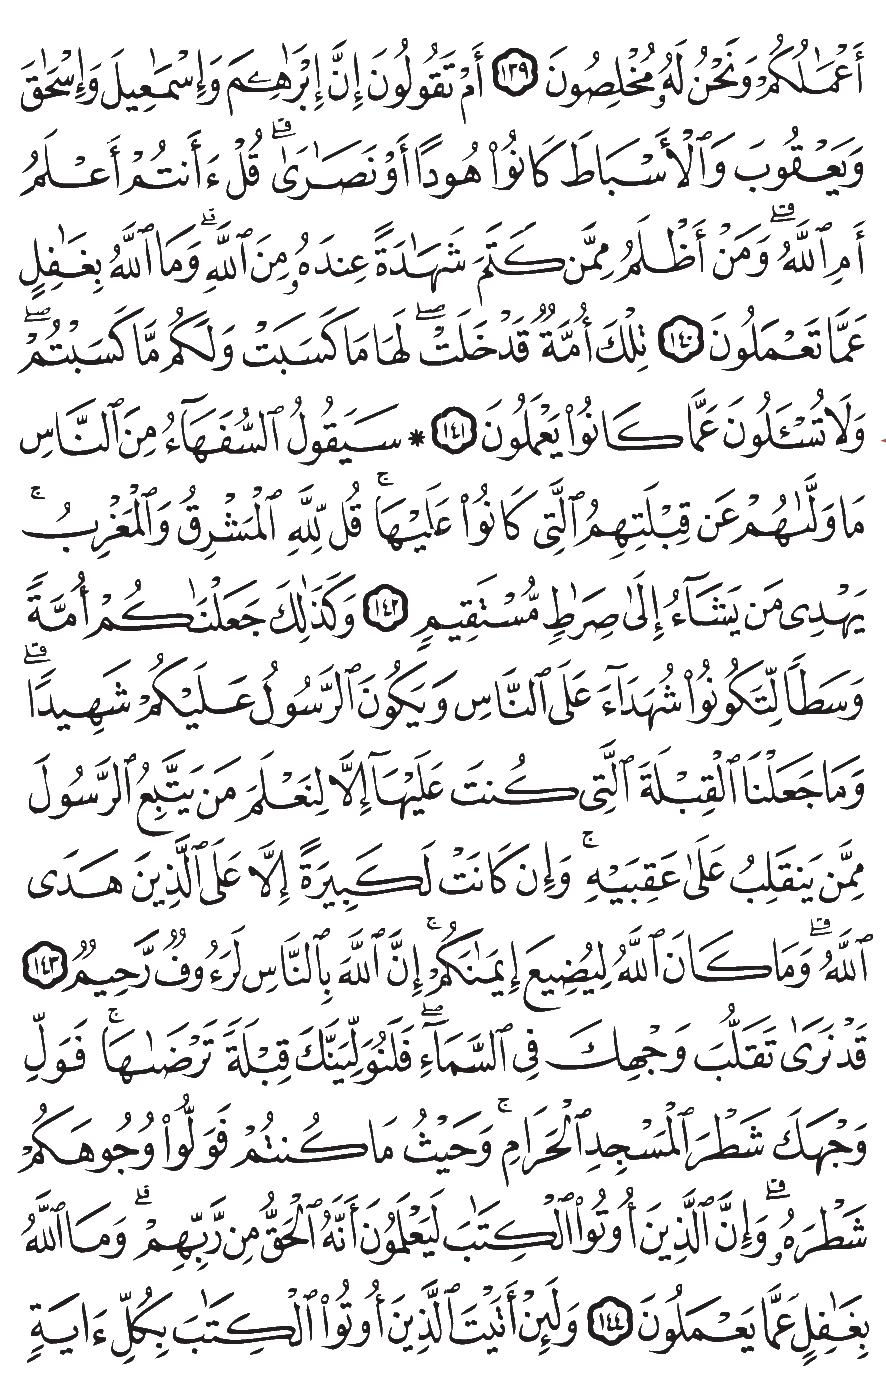 أَعْمَٰلُكُمْ وَنَحْنُ لَهُۥ مُخْلِصُونَ ١٣٩ أَمْ تَقُولُونَ إِنَّ إِبْرَٰهِـۧمَ وَإِسْمَٰعِيلَ وَإِسْحَٰقَ
وَيَعْقُوبَ وَٱلْأَسْبَاطَ كَانُوا۟ هُودًا أَوْ نَصَٰرَىٰ ۗ قُلْ ءَأَنتُمْ أَعْلَمُ
أَمِ ٱللَّهُ ۗ وَمَنْ أَظْلَمُ مِمَّن كَتَمَ شَهَٰدَةً عِندَهُۥ مِنَ ٱللَّهِ ۗ وَمَا ٱللَّهُ بِغَٰفِلٍ
عَمَّا تَعْمَلُونَ ١٤٠ تِلْكَ أُمَّةٌ قَدْ خَلَتْ ۖ لَهَا مَا كَسَبَتْ وَلَكُم مَّا كَسَبْتُمْ ۖ
وَلَا تُسْـَٔلُونَ عَمَّا كَانُوا۟ يَعْمَلُونَ ١٤١ * سَيَقُولُ ٱلسُّفَهَآءُ مِنَ ٱلنَّاسِ
مَا وَلَّىٰهُمْ عَن قِبْلَتِهِمُ ٱلَّتِى كَانُوا۟ عَلَيْهَا ۚ قُل لِّلَّهِ ٱلْمَشْرِقُ وَٱلْمَغْرِبُ ۚ
يَهْدِى مَن يَشَآءُ إِلَىٰ صِرَٰطٍ مُّسْتَقِيمٍ ١٤٢ وَكَذَٰلِكَ جَعَلْنَٰكُمْ أُمَّةً
وَسَطًا لِّتَكُونُوا۟ شُهَدَآءَ عَلَى ٱلنَّاسِ وَيَكُونَ ٱلرَّسُولُ عَلَيْكُمْ شَهِيدًا ۗ
وَمَا جَعَلْنَا ٱلْقِبْلَةَ ٱلَّتِى كُنتَ عَلَيْهَآ إِلَّا لِنَعْلَمَ مَن يَتَّبِعُ ٱلرَّسُولَ
مِمَّن يَنقَلِبُ عَلَىٰ عَقِبَيْهِ ۚ وَإِن كَانَتْ لَكَبِيرَةً إِلَّا عَلَى ٱلَّذِينَ هَدَى
ٱللَّهُ ۗ وَمَا كَانَ ٱللَّهُ لِيُضِيعَ إِيمَٰنَكُمْ ۚ إِنَّ ٱللَّهَ بِٱلنَّاسِ لَرَءُوفٌ رَّحِيمٌ ١٤٣
قَدْ نَرَىٰ تَقَلُّبَ وَجْهِكَ فِى ٱلسَّمَآءِ ۖ فَلَنُوَلِّيَنَّكَ قِبْلَةً تَرْضَىٰهَا ۚ فَوَلِّ
وَجْهَكَ شَطْرَ ٱلْمَسْجِدِ ٱلْحَرَامِ ۚ وَحَيْثُ مَا كُنتُمْ فَوَلُّوا۟ وُجُوهَكُمْ
شَطْرَهُۥ ۗ وَإِنَّ ٱلَّذِينَ أُوتُوا۟ ٱلْكِتَٰبَ لَيَعْلَمُونَ أَنَّهُ ٱلْحَقُّ مِن رَّبِّهِمْ ۗ وَمَا ٱللَّهُ
بِغَٰفِلٍ عَمَّا يَعْمَلُونَ ١٤٤ وَلَئِنْ أَتَيْتَ ٱلَّذِينَ أُوتُوا۟ ٱلْكِتَٰبَ بِكُلِّ ءَايَةٍ